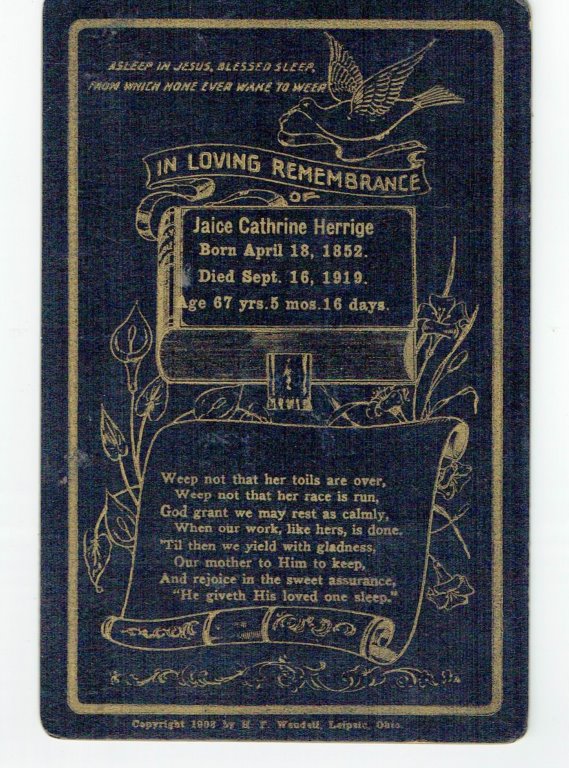 ASLEEP IN JESUS, BLESSED SLEEP,
FROM WHICH NONE EVER WAKE TO WEEP
IN LOVING REMEMBRANCE
OF
Jaice Cathrine Herrige
Born April 18, 1852.
Died Sept. 16, 1919.
Age 67 yrs.5 mos.16 days.
Weep not that her toils are over,
Weep not that her race is run,
God grant we may rest as calmly,
When our work, like hers, is done.
'Til then we yield with gladness,
Our mother to Him to keep,
And rejoice in the sweet assurance,
"He giveth His loved one sleep."
Copyright 1908 by H. F. Wendell, Leipsic, Ohio.